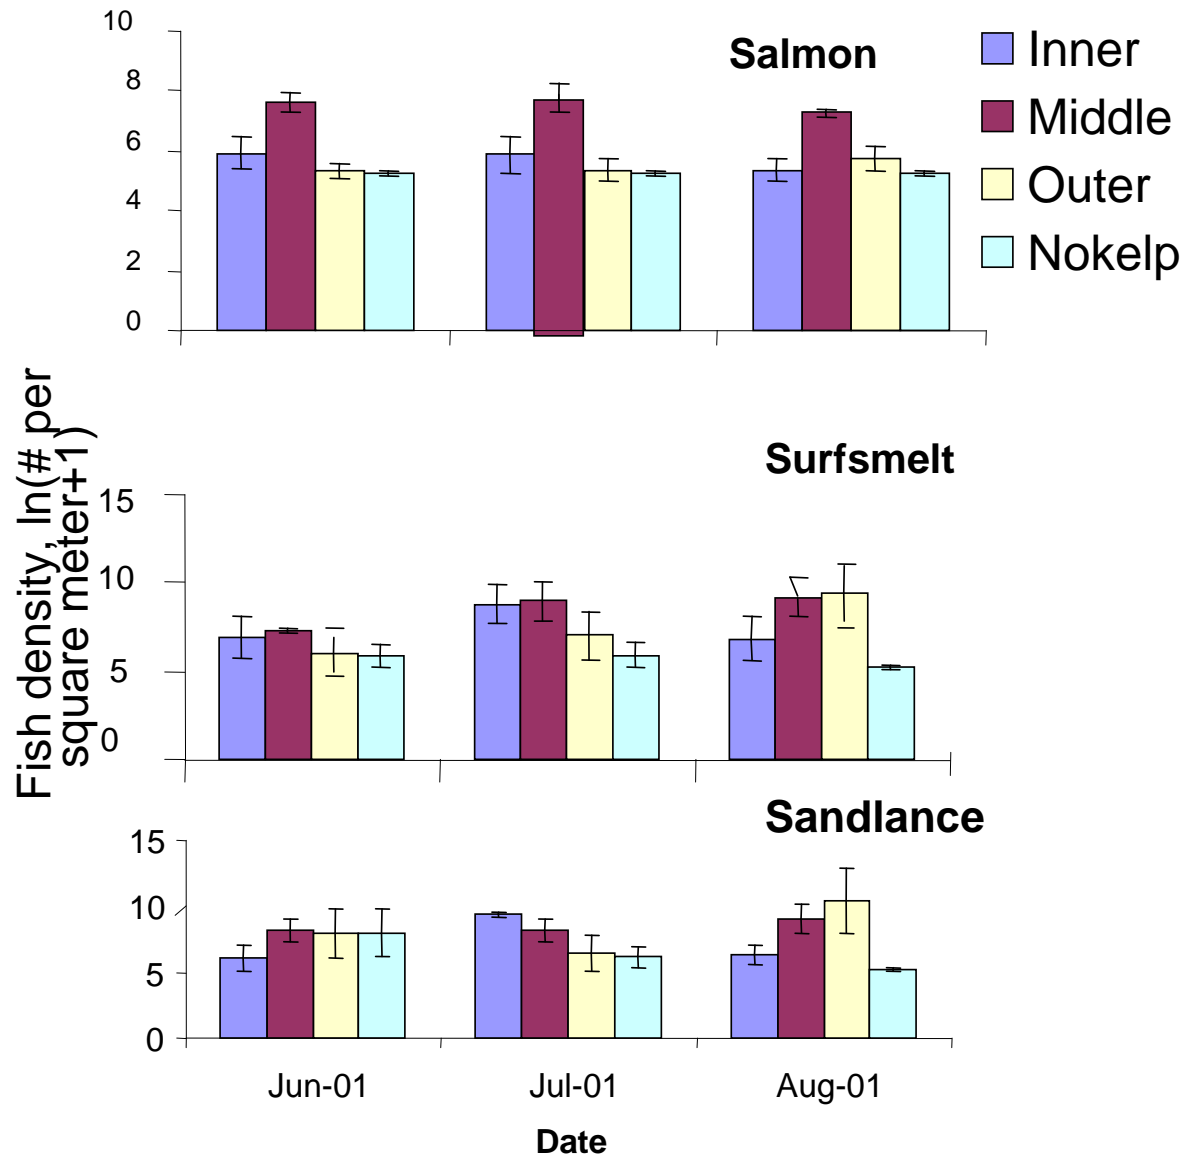 Salmon
Inner
Middle
Outer
Nokelp
10
8
6
4
2
0
Fish density, ln(# per
square meter+1)
Surfsmelt
15
10
5
0
Sandlance
15
10
5
0
Jun-01
Jul-01
Aug-01
Date